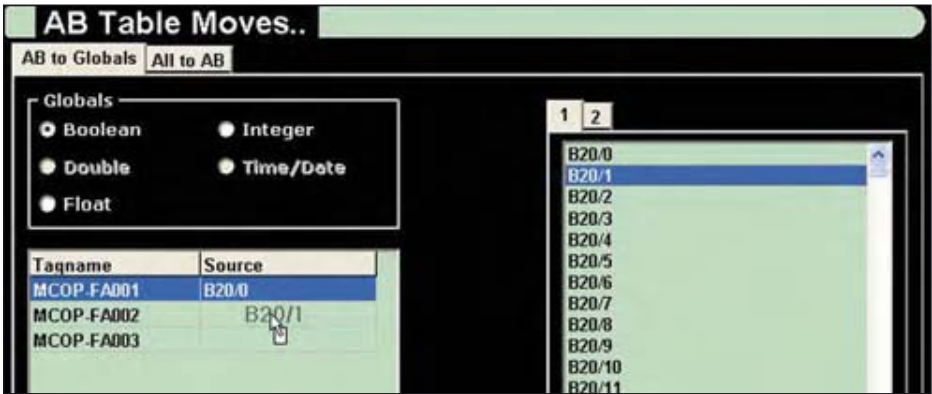 AB Table Moves..
AB to Globals
All to AB
Globals
Boolean
Integer
Double
Time/Date
Float
Tagname
Source
MCOP-FA001
B20/0
MCOP-FA002
B20/1
MCOP-FA003
1
2
B20/0
B20/1
B20/2
B20/3
B20/4
B20/5
B20/6
B20/7
B20/8
B20/9
B20/10
B20/11